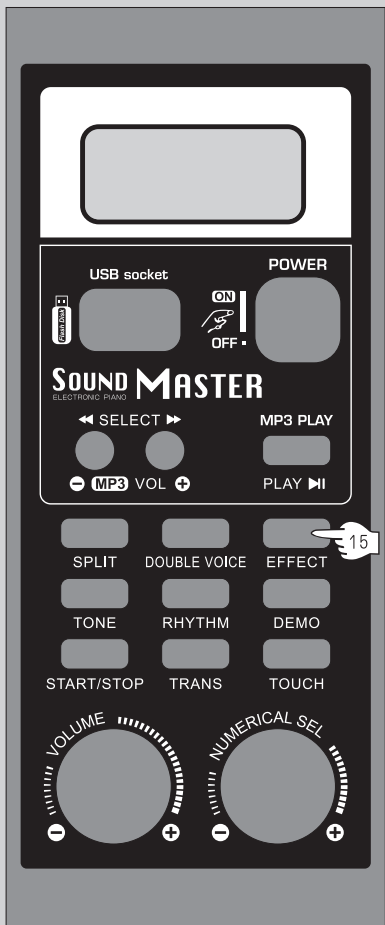 USB socket
POWER
Flash Disk
ON
OFF
SOUND MASTER
ELECTRONIC PIANO
SELECT
MP3 PLAY
MP3 VOL
PLAY
15
SPLIT DOUBLE VOICE EFFECT
TONE RHYTHM DEMO
START/STOP TRANS TOUCH
VOLUME
NUMERICAL SEL